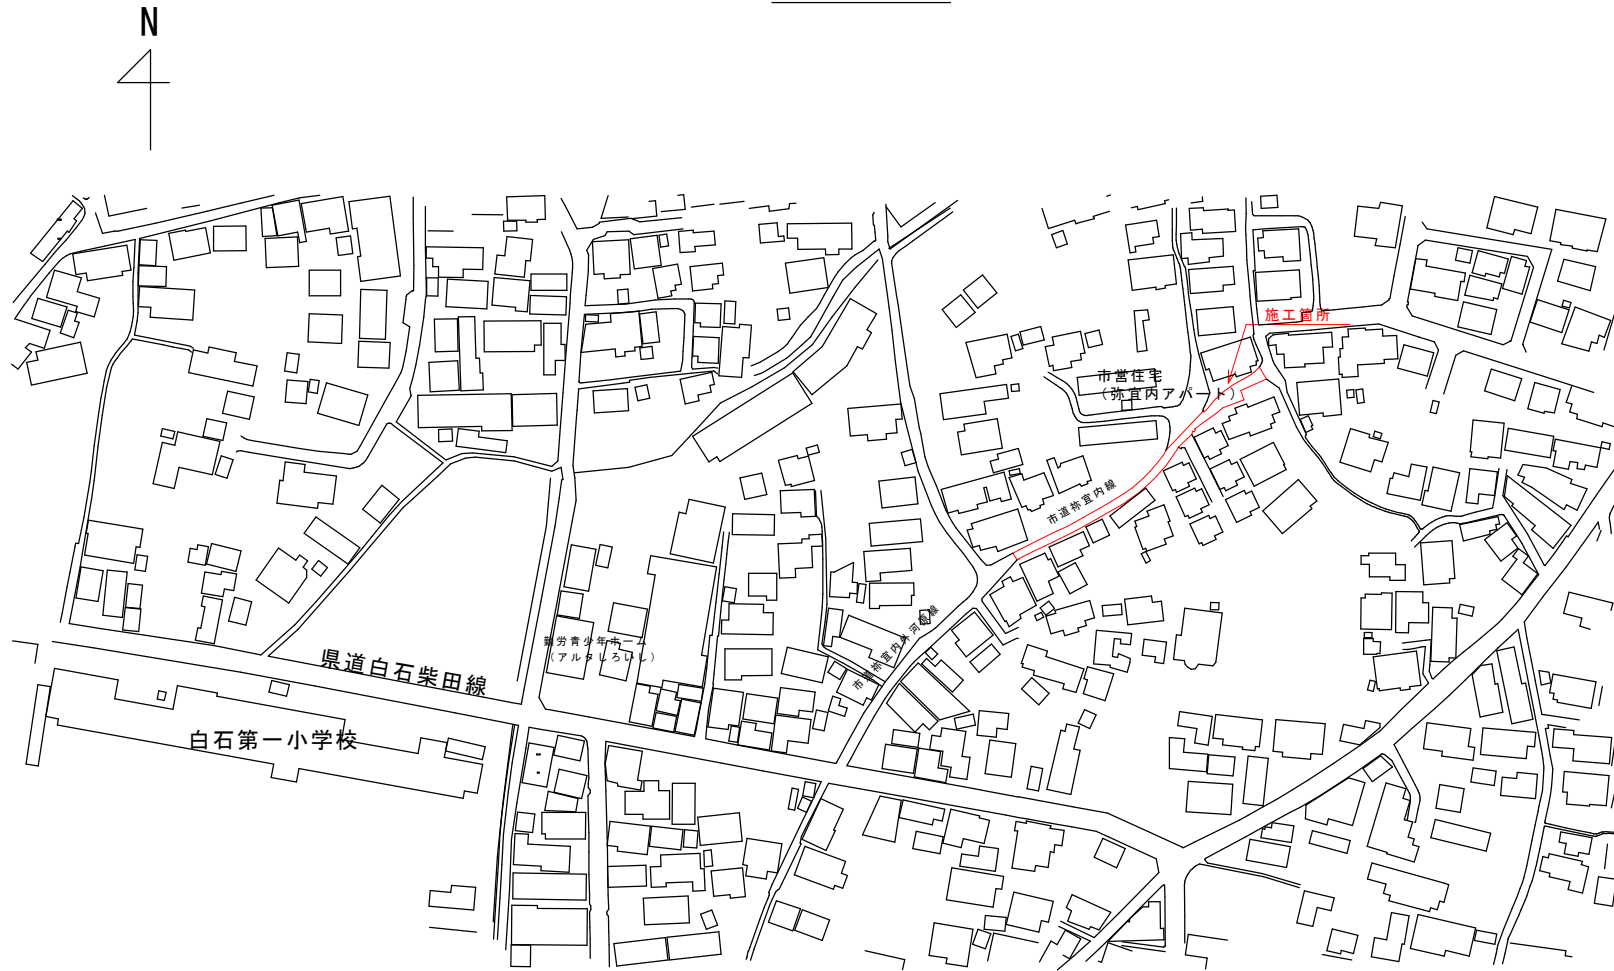 N
施工箇所
市営住宅
（弥宜内アパート）
市道祢宜内線
勤労青少年ホーム
（アルタしろいし）
県道白石柴田線
白石第一小学校